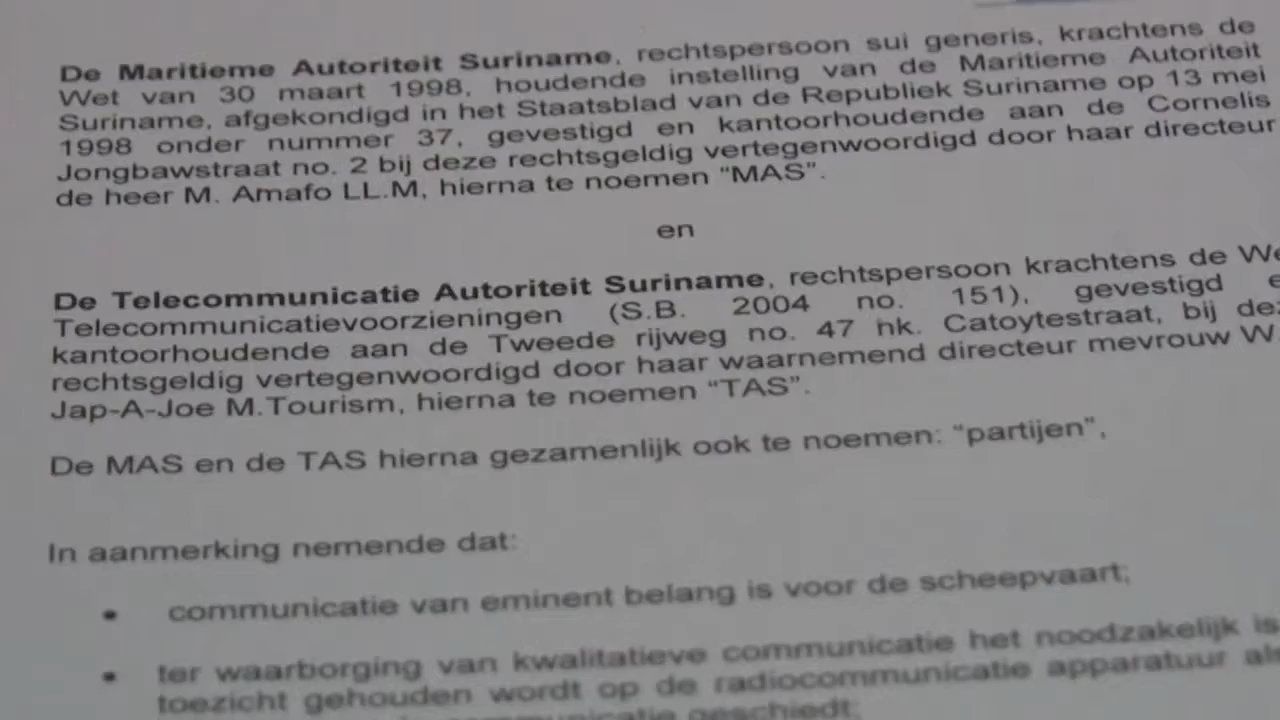 De Maritieme Autoriteit Suriname, rechtspersoon sui generis, krachtens de
Wet van 30 maart 1998, houdende instelling van de Maritieme Autoriteit
Suriname, afgekondigd in het Staatsblad van de Republiek Suriname op 13 mei
1998 onder nummer 37, gevestigd en kantoorhoudende aan de Cornelis
Jongbawstraat no. 2 bij deze rechtsgeldig vertegenwoordigd door haar directeur
de heer M. Amafo LL.M, hierna te noemen “MAS”.
en
De Telecommunicatie Autoriteit Suriname, rechtspersoon krachtens de We
Telecommunicatievoorzieningen (S.B. 2004 no. 151), gevestigd e
kantoorhoudende aan de Tweede rijweg no. 47 hk. Catoytestraat, bij dez
rechtsgeldig vertegenwoordigd door haar waarnemend directeur mevrouw W.
Jap-A-Joe M.Tourism, hierna te noemen “TAS”.
De MAS en de TAS hierna gezamenlijk ook te noemen: “partijen”,
In aanmerking nemende dat:
• communicatie van eminent belang is voor de scheepvaart;
• ter waarborging van kwalitatieve communicatie het noodzakelijk is
toezicht gehouden wordt op de radiocommunicatie apparatuur als
geschiedt;